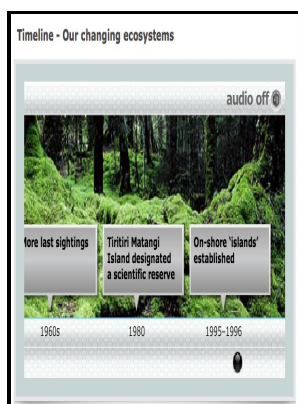 Timeline - Our changing ecosystems
audio off
More last sightings
Tiritiri Matangi
Island designated
a scientific reserve
On-shore ‘islands’
established
1960s
1980
1995–1996